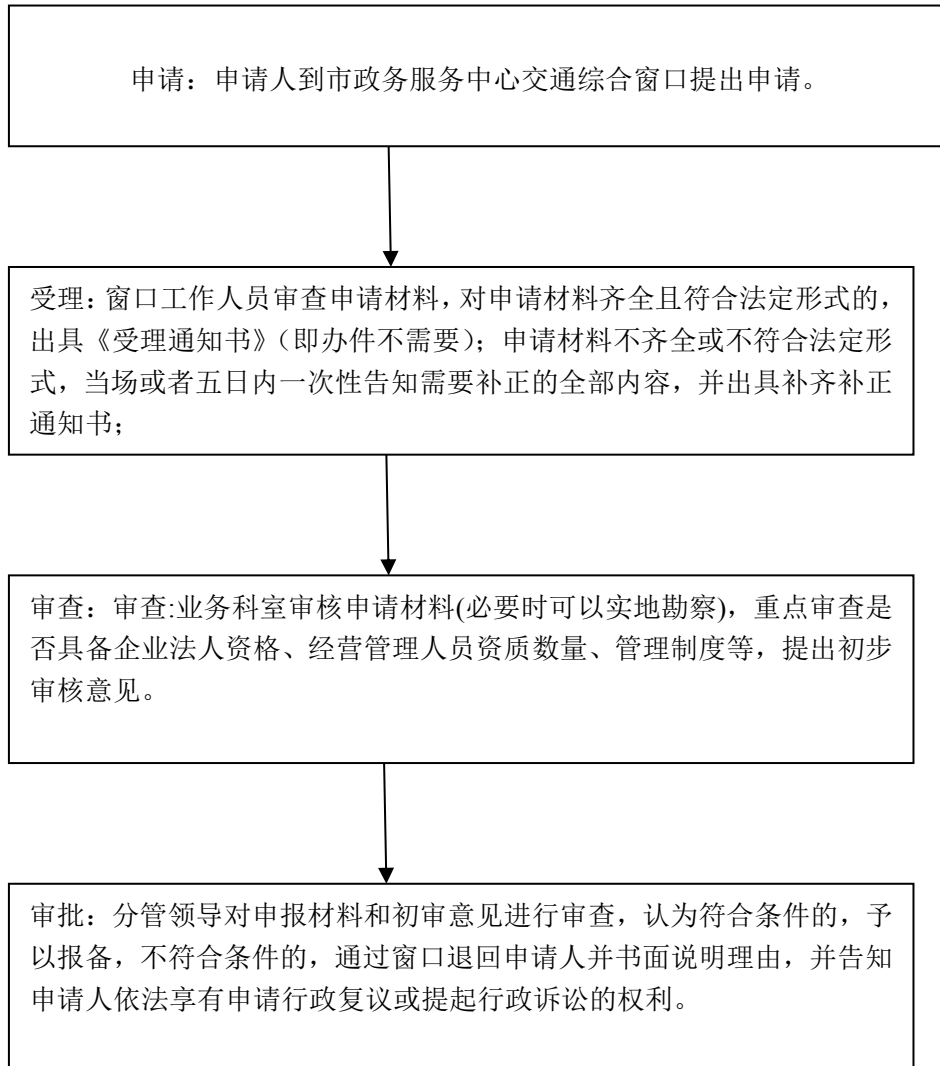 申请：申请人到市政务服务中心交通综合窗口提出申请。
受理：窗口工作人员审查申请材料，对申请材料齐全且符合法定形式的，
出具《受理通知书》（即办件不需要）；申请材料不齐全或不符合法定形
式，当场或者五日内一次性告知需要补正的全部内容，并出具补齐补正
通知书；
审查：审查:业务科室审核申请材料(必要时可以实地勘察)，重点审查是
否具备企业法人资格、经营管理人员资质数量、管理制度等，提出初步
审核意见。
审批：分管领导对申报材料和初审意见进行审查，认为符合条件的，予
以报备，不符合条件的，通过窗口退回申请人并书面说明理由，并告知
申请人依法享有申请行政复议或提起行政诉讼的权利。